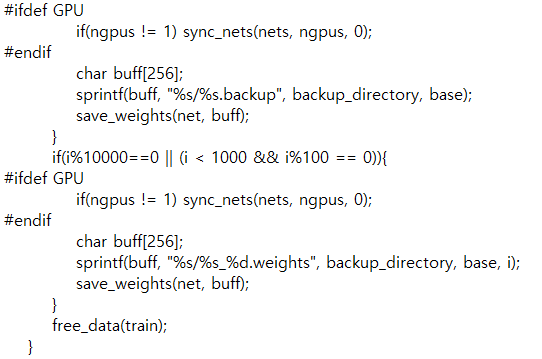 #ifdef GPU
if(ngpus != 1) sync_nets(nets, ngpus, 0);
#endif
char buff[256];
sprintf(buff, "%s/%s.backup", backup_directory, base);
save_weights(net, buff);
}
if(i%10000==0 || (i < 1000 && i%100 == 0)){
#ifdef GPU
if(ngpus != 1) sync_nets(nets, ngpus, 0);
#endif
char buff[256];
sprintf(buff, "%s/%s_%d.weights", backup_directory, base, i);
save_weights(net, buff);
}
free_data(train);
}